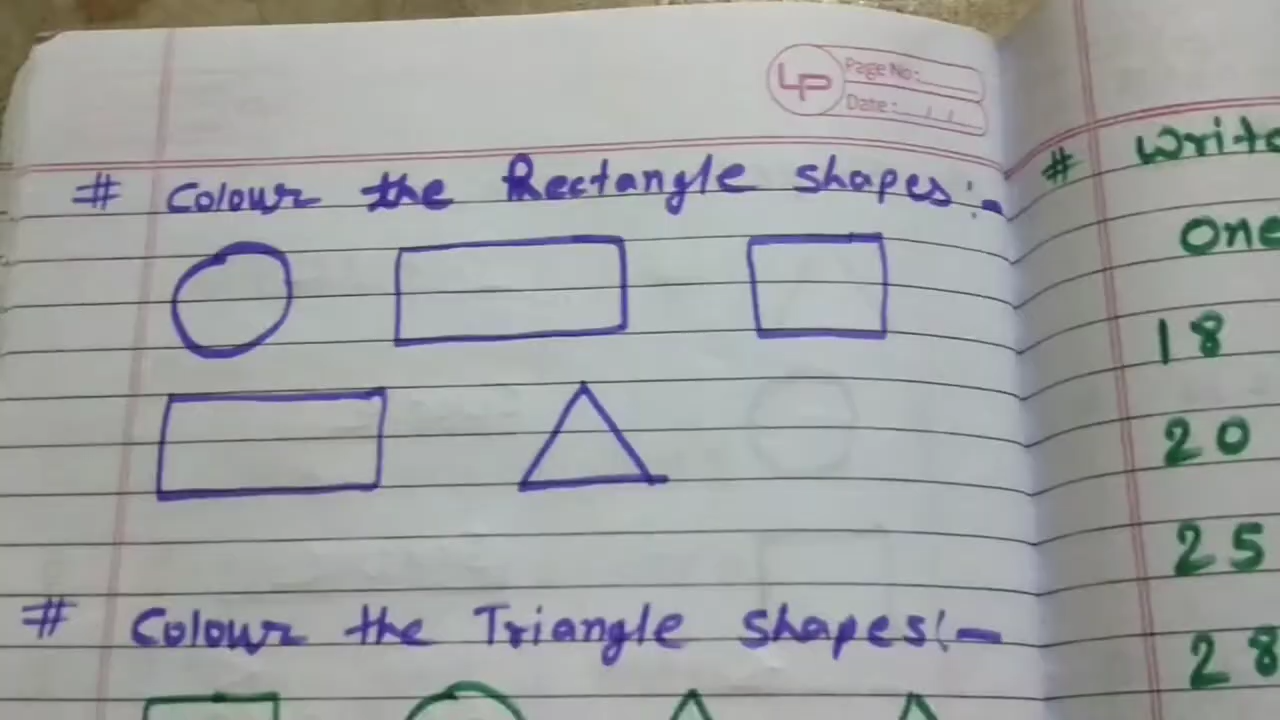 LP
Page No:
Date: / /
# Colour the Rectangle shapes:-
# Colour the Triangle shapes:-
# Write
One
18
20
25
28